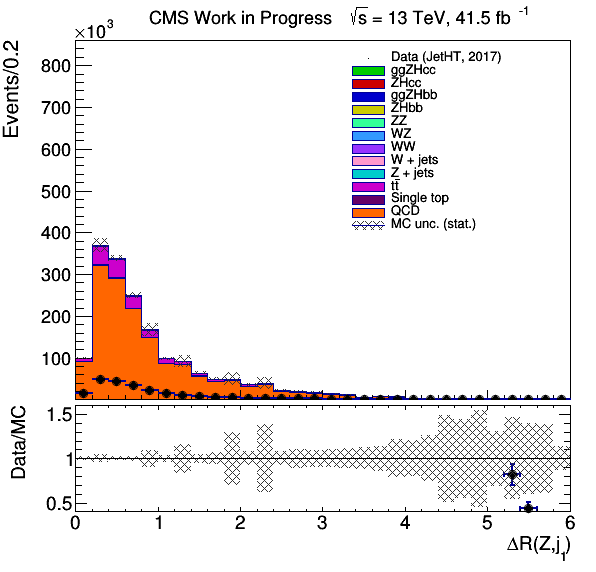 CMS Work in Progress √s = 13 TeV, 41.5 fb⁻¹
×10³
Events/0.2
800
700
600
500
400
300
200
100
Data (JetHT, 2017)
ggZHcc
ZHcc
ggZHbb
ZHbb
ZZ
WZ
WW
W + jets
Z + jets
tt̄
Single top
QCD
MC unc. (stat.)
Data/MC
1.5
1
0.5
0 1 2 3 4 5 6
ΔR(Z,j₁)